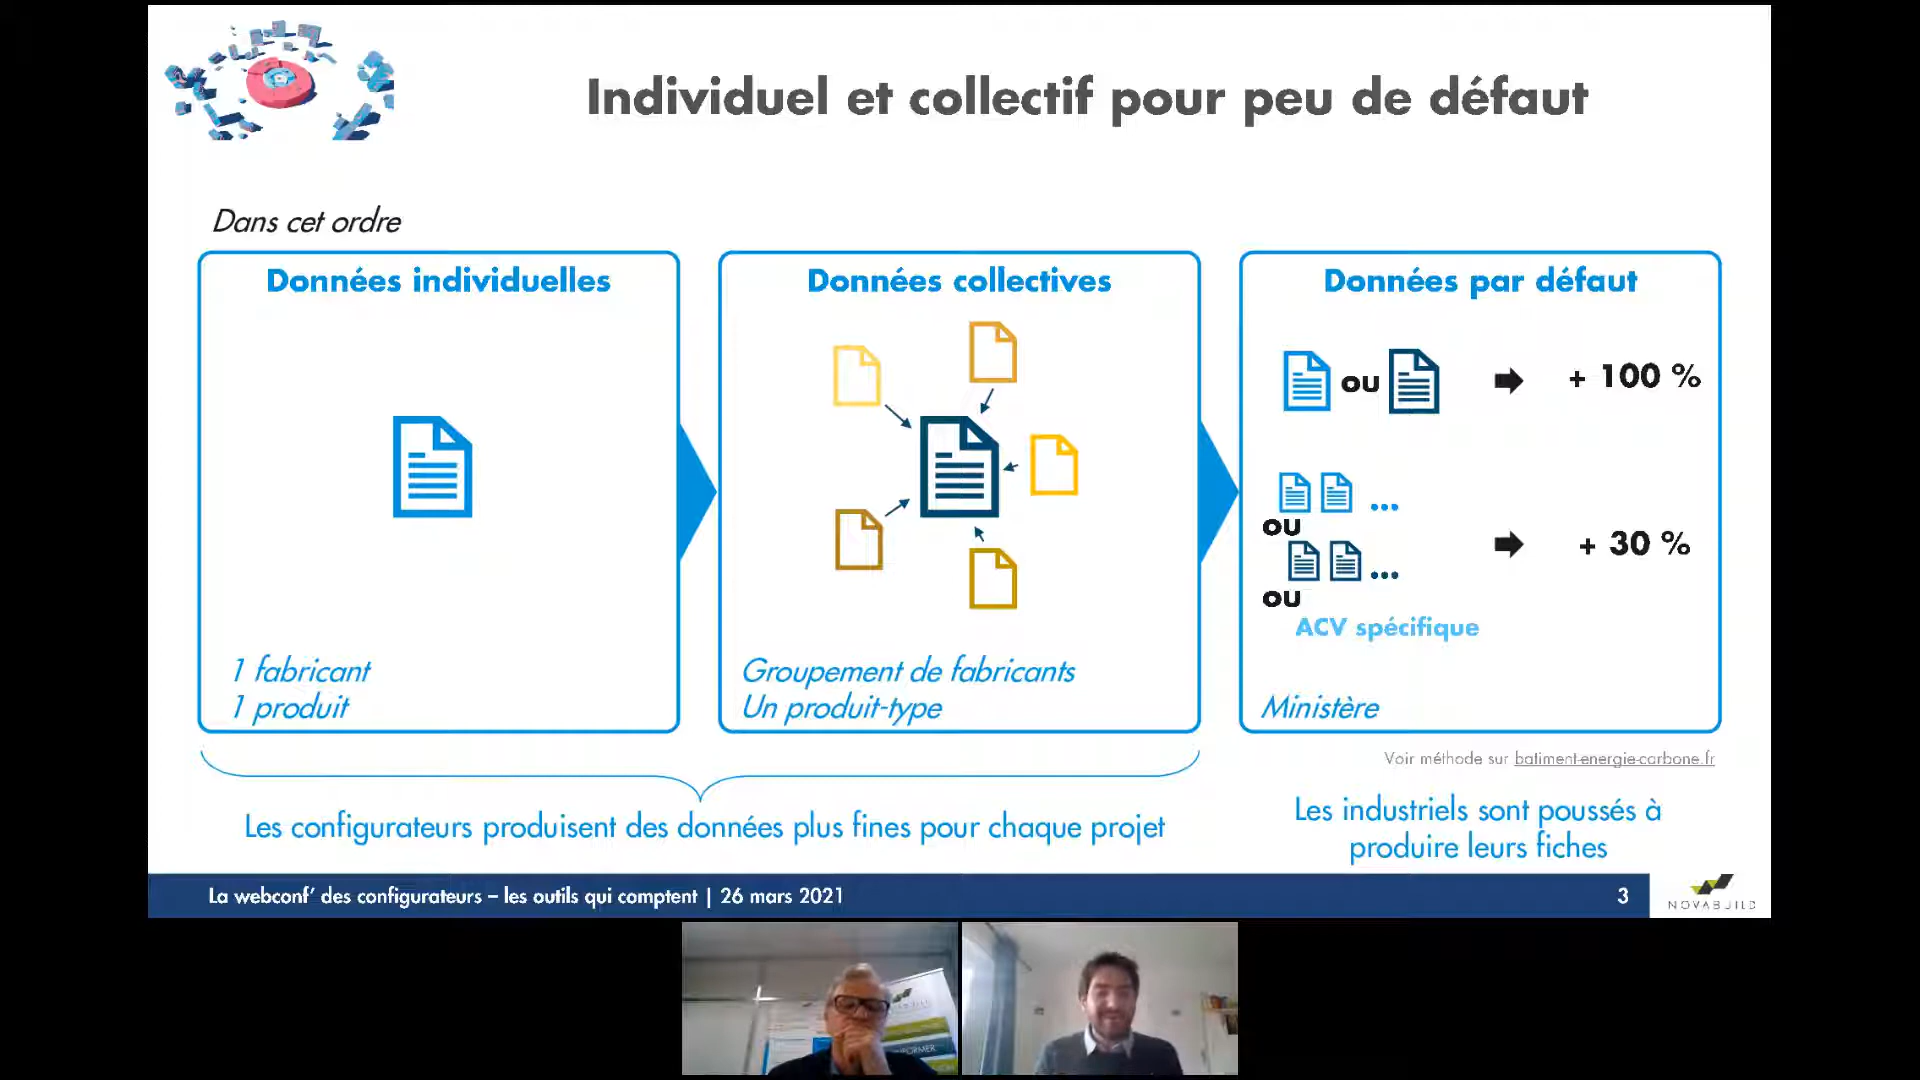 Individuel et collectif pour peu de défaut
Dans cet ordre
Données individuelles
1 fabricant
1 produit
Données collectives
Groupement de fabricants
Un produit-type
Données par défaut
ou
+ 100 %
...
ou
...
+ 30 %
ou
ACV spécifique
Ministère
Voir méthode sur batiment-energie-carbone.fr
Les configurateurs produisent des données plus fines pour chaque projet
Les industriels sont poussés à
produire leurs fiches
La webconf’ des configurateurs – les outils qui comptent | 26 mars 2021
3
NOVABUILD